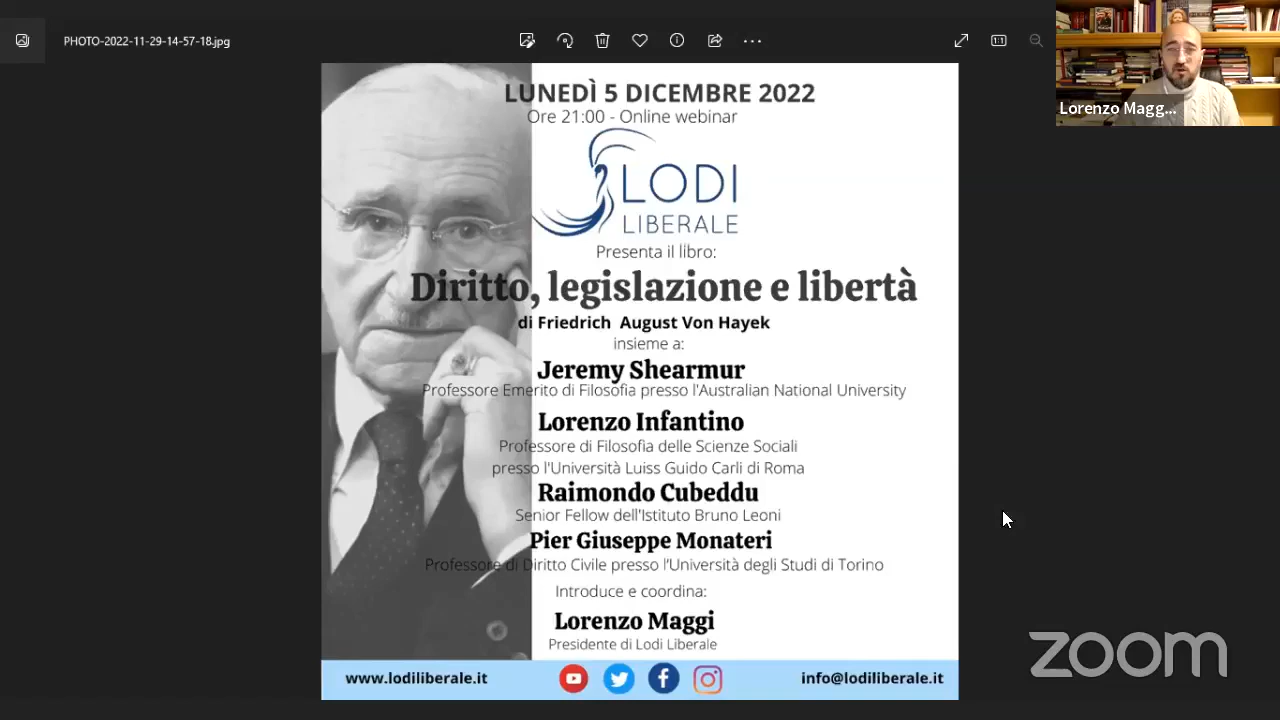 PHOTO-2022-11-29-14-57-18.jpg
1:1
Lorenzo Magg...
LUNEDÌ 5 DICEMBRE 2022
Ore 21:00 - Online webinar
LODI
LIBERALE
Presenta il libro:
Diritto, legislazione e libertà
di Friedrich August Von Hayek
insieme a:
Jeremy Shearmur
Professore Emerito di Filosofia presso l'Australian National University
Lorenzo Infantino
Professore di Filosofia delle Scienze Sociali
presso l'Università Luiss Guido Carli di Roma
Raimondo Cubeddu
Senior Fellow dell'Istituto Bruno Leoni
Pier Giuseppe Monateri
Professore di Diritto Civile presso l'Università degli Studi di Torino
Introduce e coordina:
Lorenzo Maggi
Presidente di Lodi Liberale
www.lodiliberale.it
info@lodiliberale.it
zoom